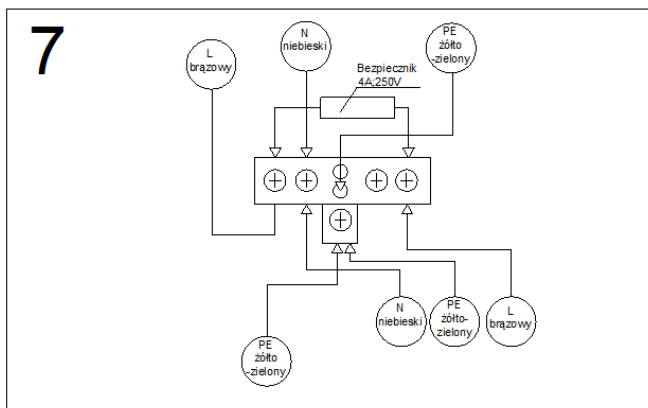 7
L
brązowy
N
niebieski
PE
żółto
-zielony
Bezpiecznik
4A;250V
N
niebieski
PE
żółto-
zielony
L
brązowy
PE
żółto
-zielony